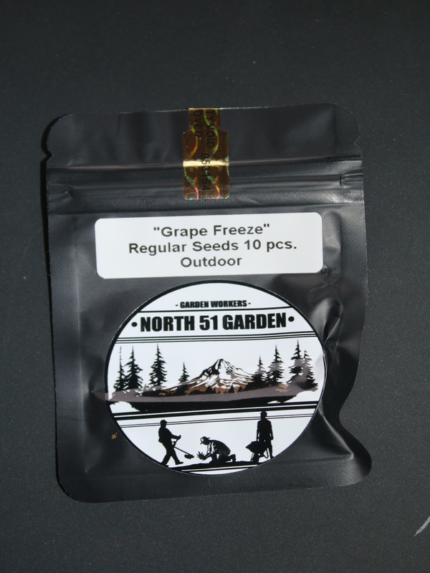 "Grape Freeze"
Regular Seeds 10 pcs.
Outdoor
- GARDEN WORKERS -
• NORTH 51 GARDEN •